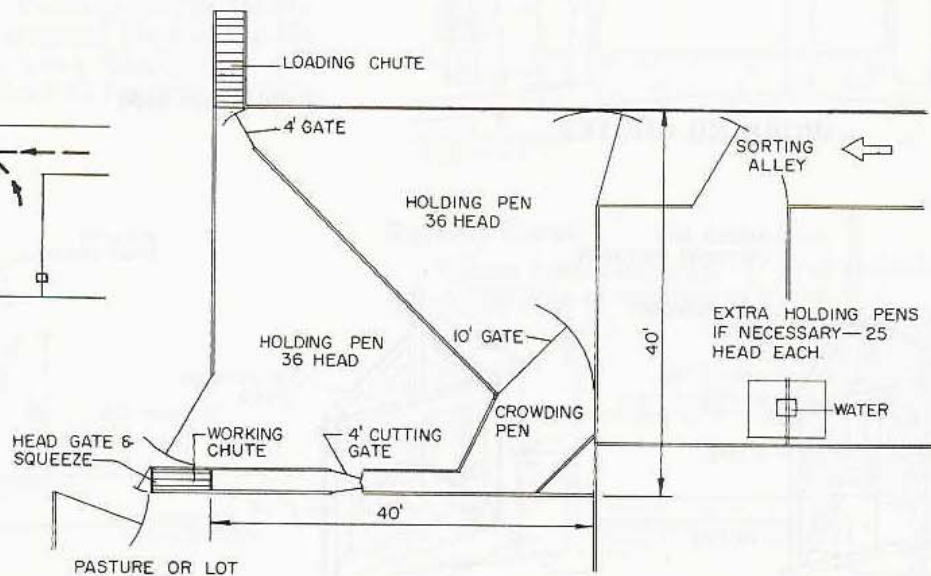 LOADING CHUTE
4' GATE
SORTING
ALLEY
HOLDING PEN
36 HEAD
HOLDING PEN
36 HEAD
10' GATE
40'
EXTRA HOLDING PENS
IF NECESSARY—25
HEAD EACH.
CROWDING
PEN
WATER
HEAD GATE &
SQUEEZE
WORKING
CHUTE
4' CUTTING
GATE
40'
PASTURE OR LOT